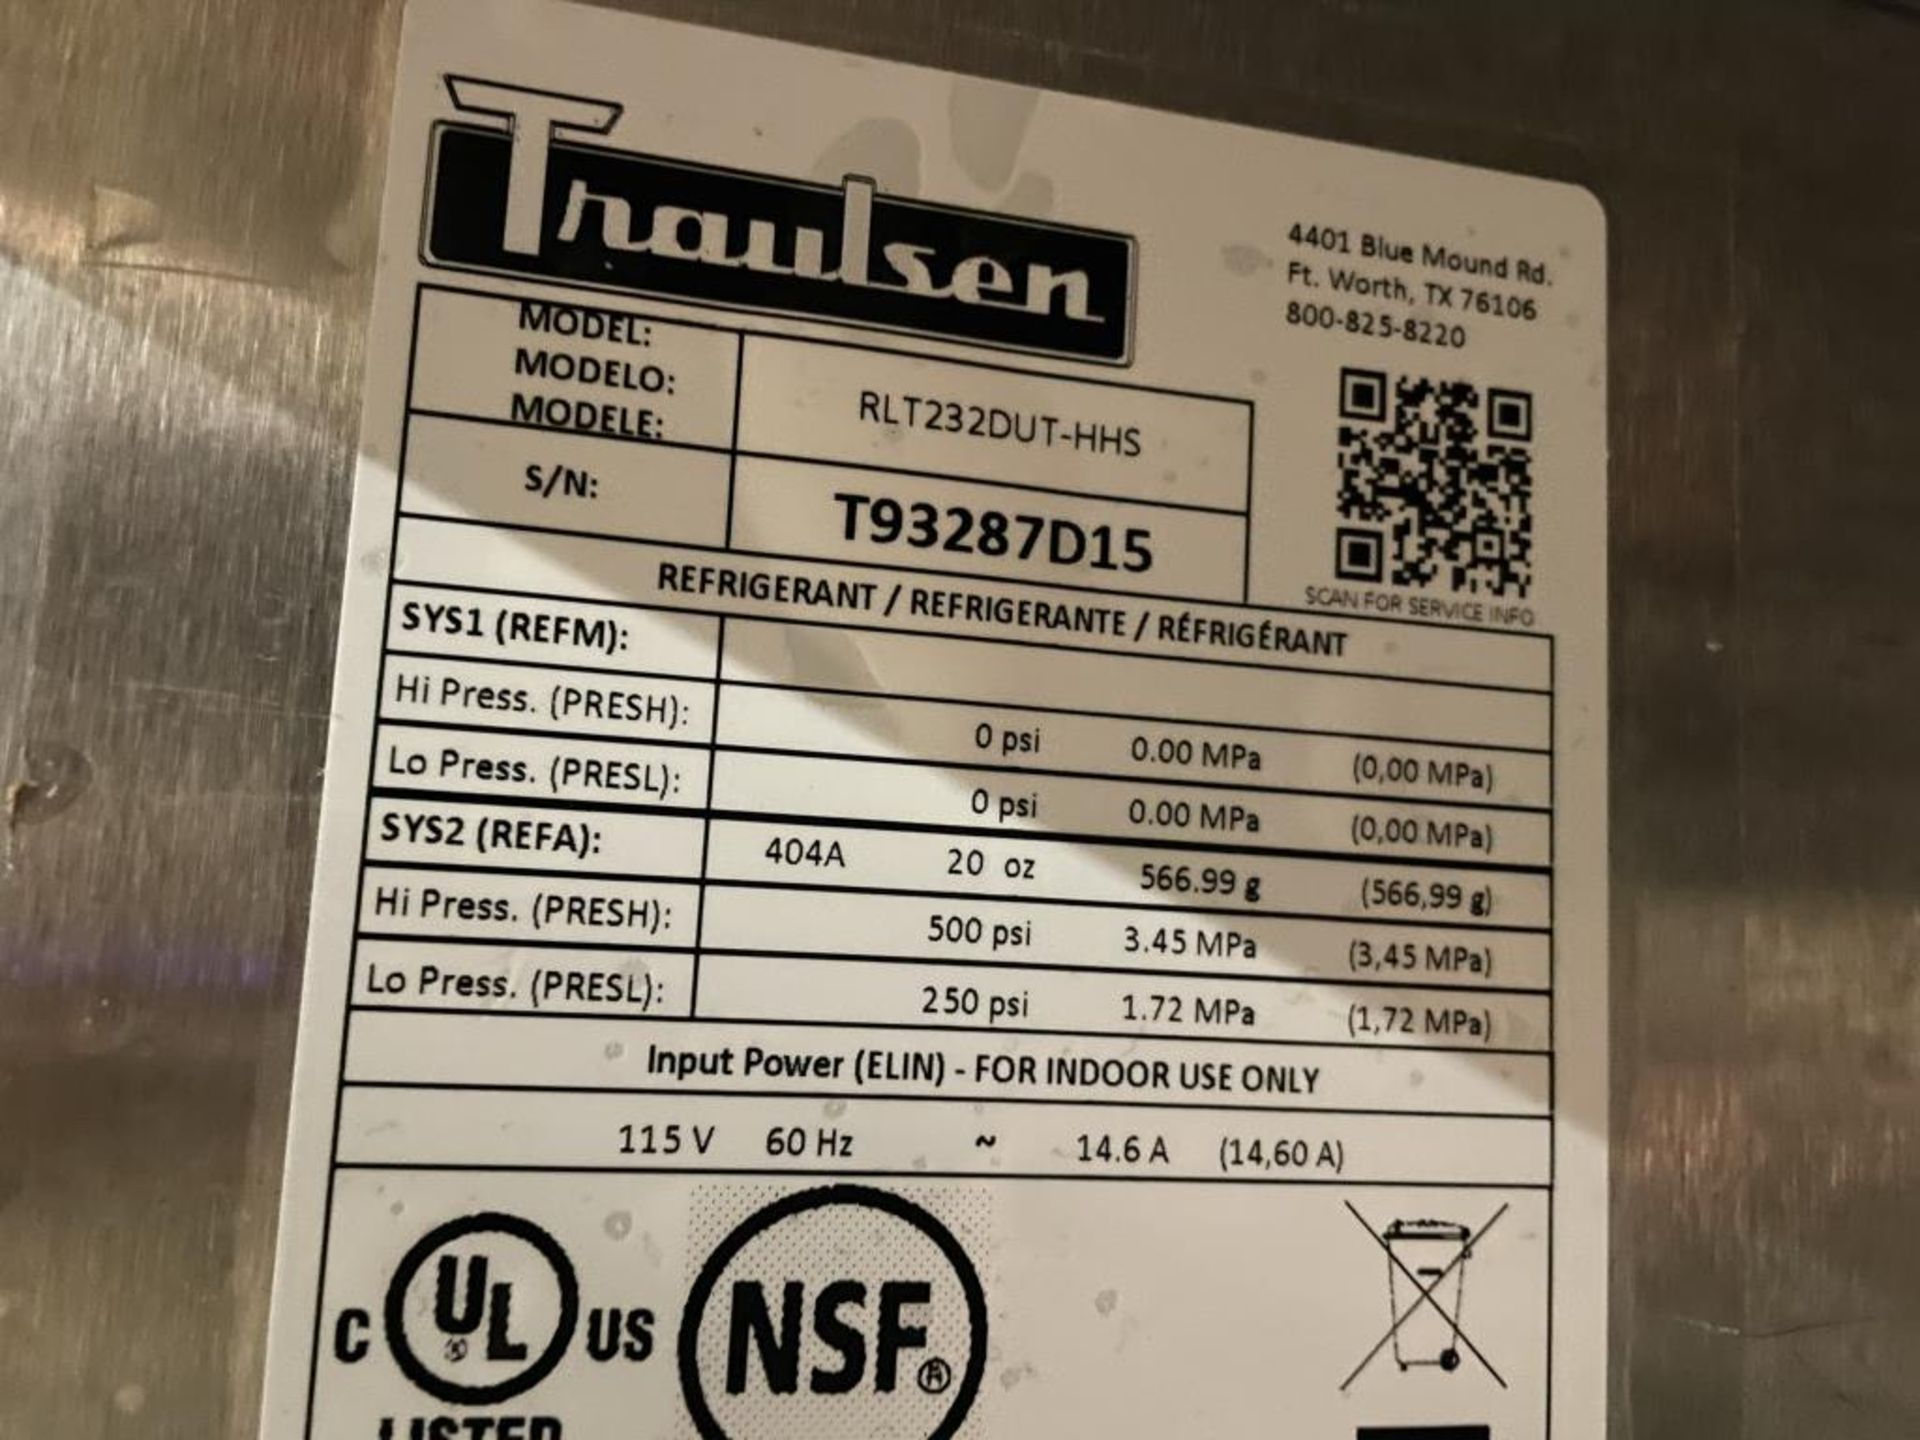 Traulsen
4401 Blue Mound Rd.
Ft. Worth, TX 76106
800-825-8220
MODEL:
MODELO:
MODELE:
RLT232DUT-HHS
S/N:
T93287D15
SCAN FOR SERVICE INFO
REFRIGERANT / REFRIGERANTE / RÉFRIGÉRANT
SYS1 (REFM):
Hi Press. (PRESH): 0 psi 0.00 MPa (0,00 MPa)
Lo Press. (PRESL): 0 psi 0.00 MPa (0,00 MPa)
SYS2 (REFA): 404A 20 oz 566.99 g (566,99 g)
Hi Press. (PRESH): 500 psi 3.45 MPa (3,45 MPa)
Lo Press. (PRESL): 250 psi 1.72 MPa (1,72 MPa)
Input Power (ELIN) - FOR INDOOR USE ONLY
115 V 60 Hz ~ 14.6 A (14,60 A)
C UL® US
LISTED
NSF®